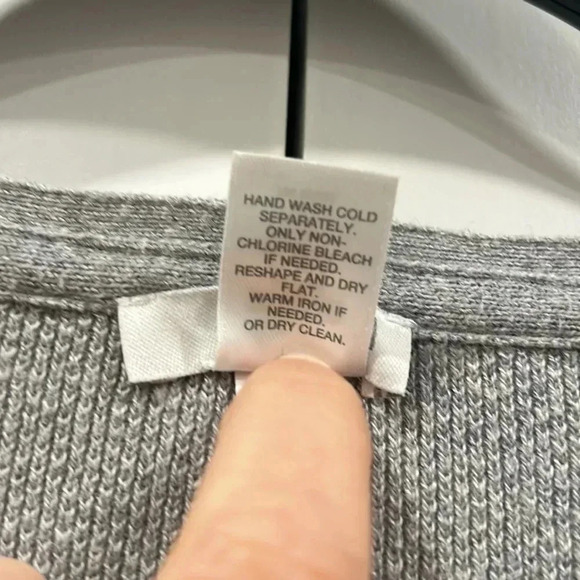 HAND WASH COLD
SEPARATELY.
ONLY NON-
CHLORINE BLEACH
IF NEEDED.
RESHAPE AND DRY
FLAT.
WARM IRON IF
NEEDED.
OR DRY CLEAN.